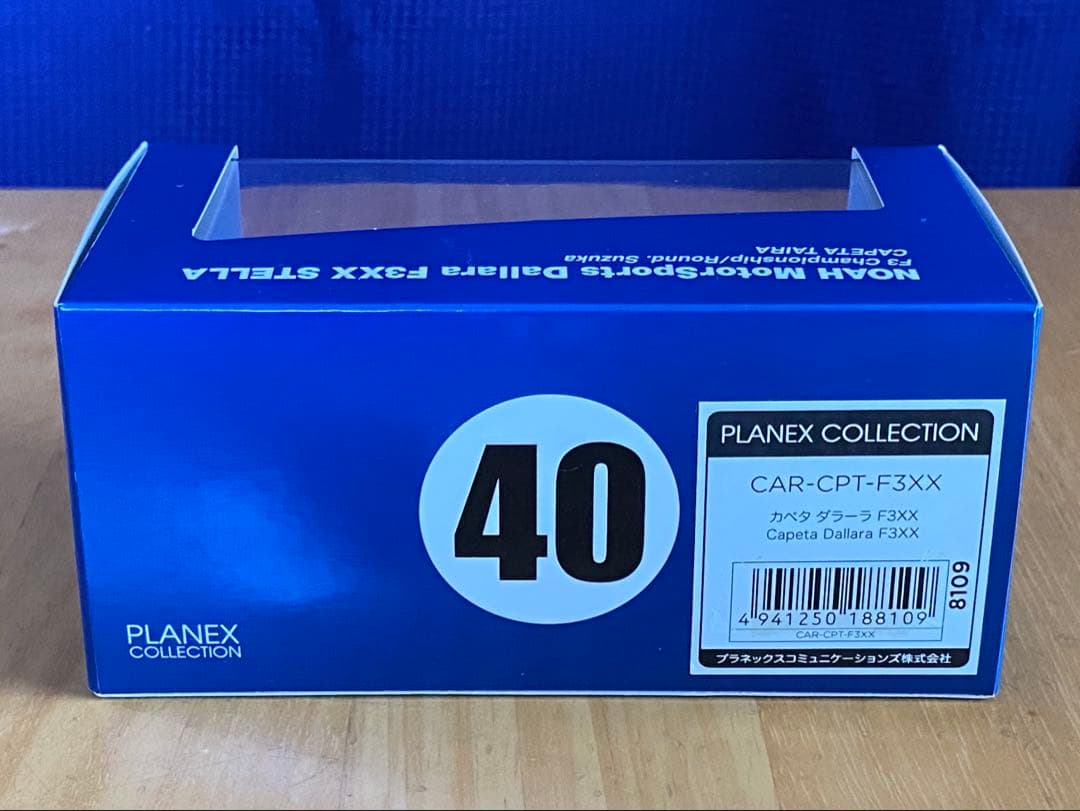 NOAH MotorSports Dallara F3XX STELLA
F3 Championship/Round. Suzuka
CAPETA TAIRA
40
PLANEX
COLLECTION
PLANEX COLLECTION
CAR-CPT-F3XX
カペタ ダラーラ F3XX
Capeta Dallara F3XX
4 941250 188109
8109
CAR-CPT-F3XX
プラネックスコミュニケーションズ株式会社